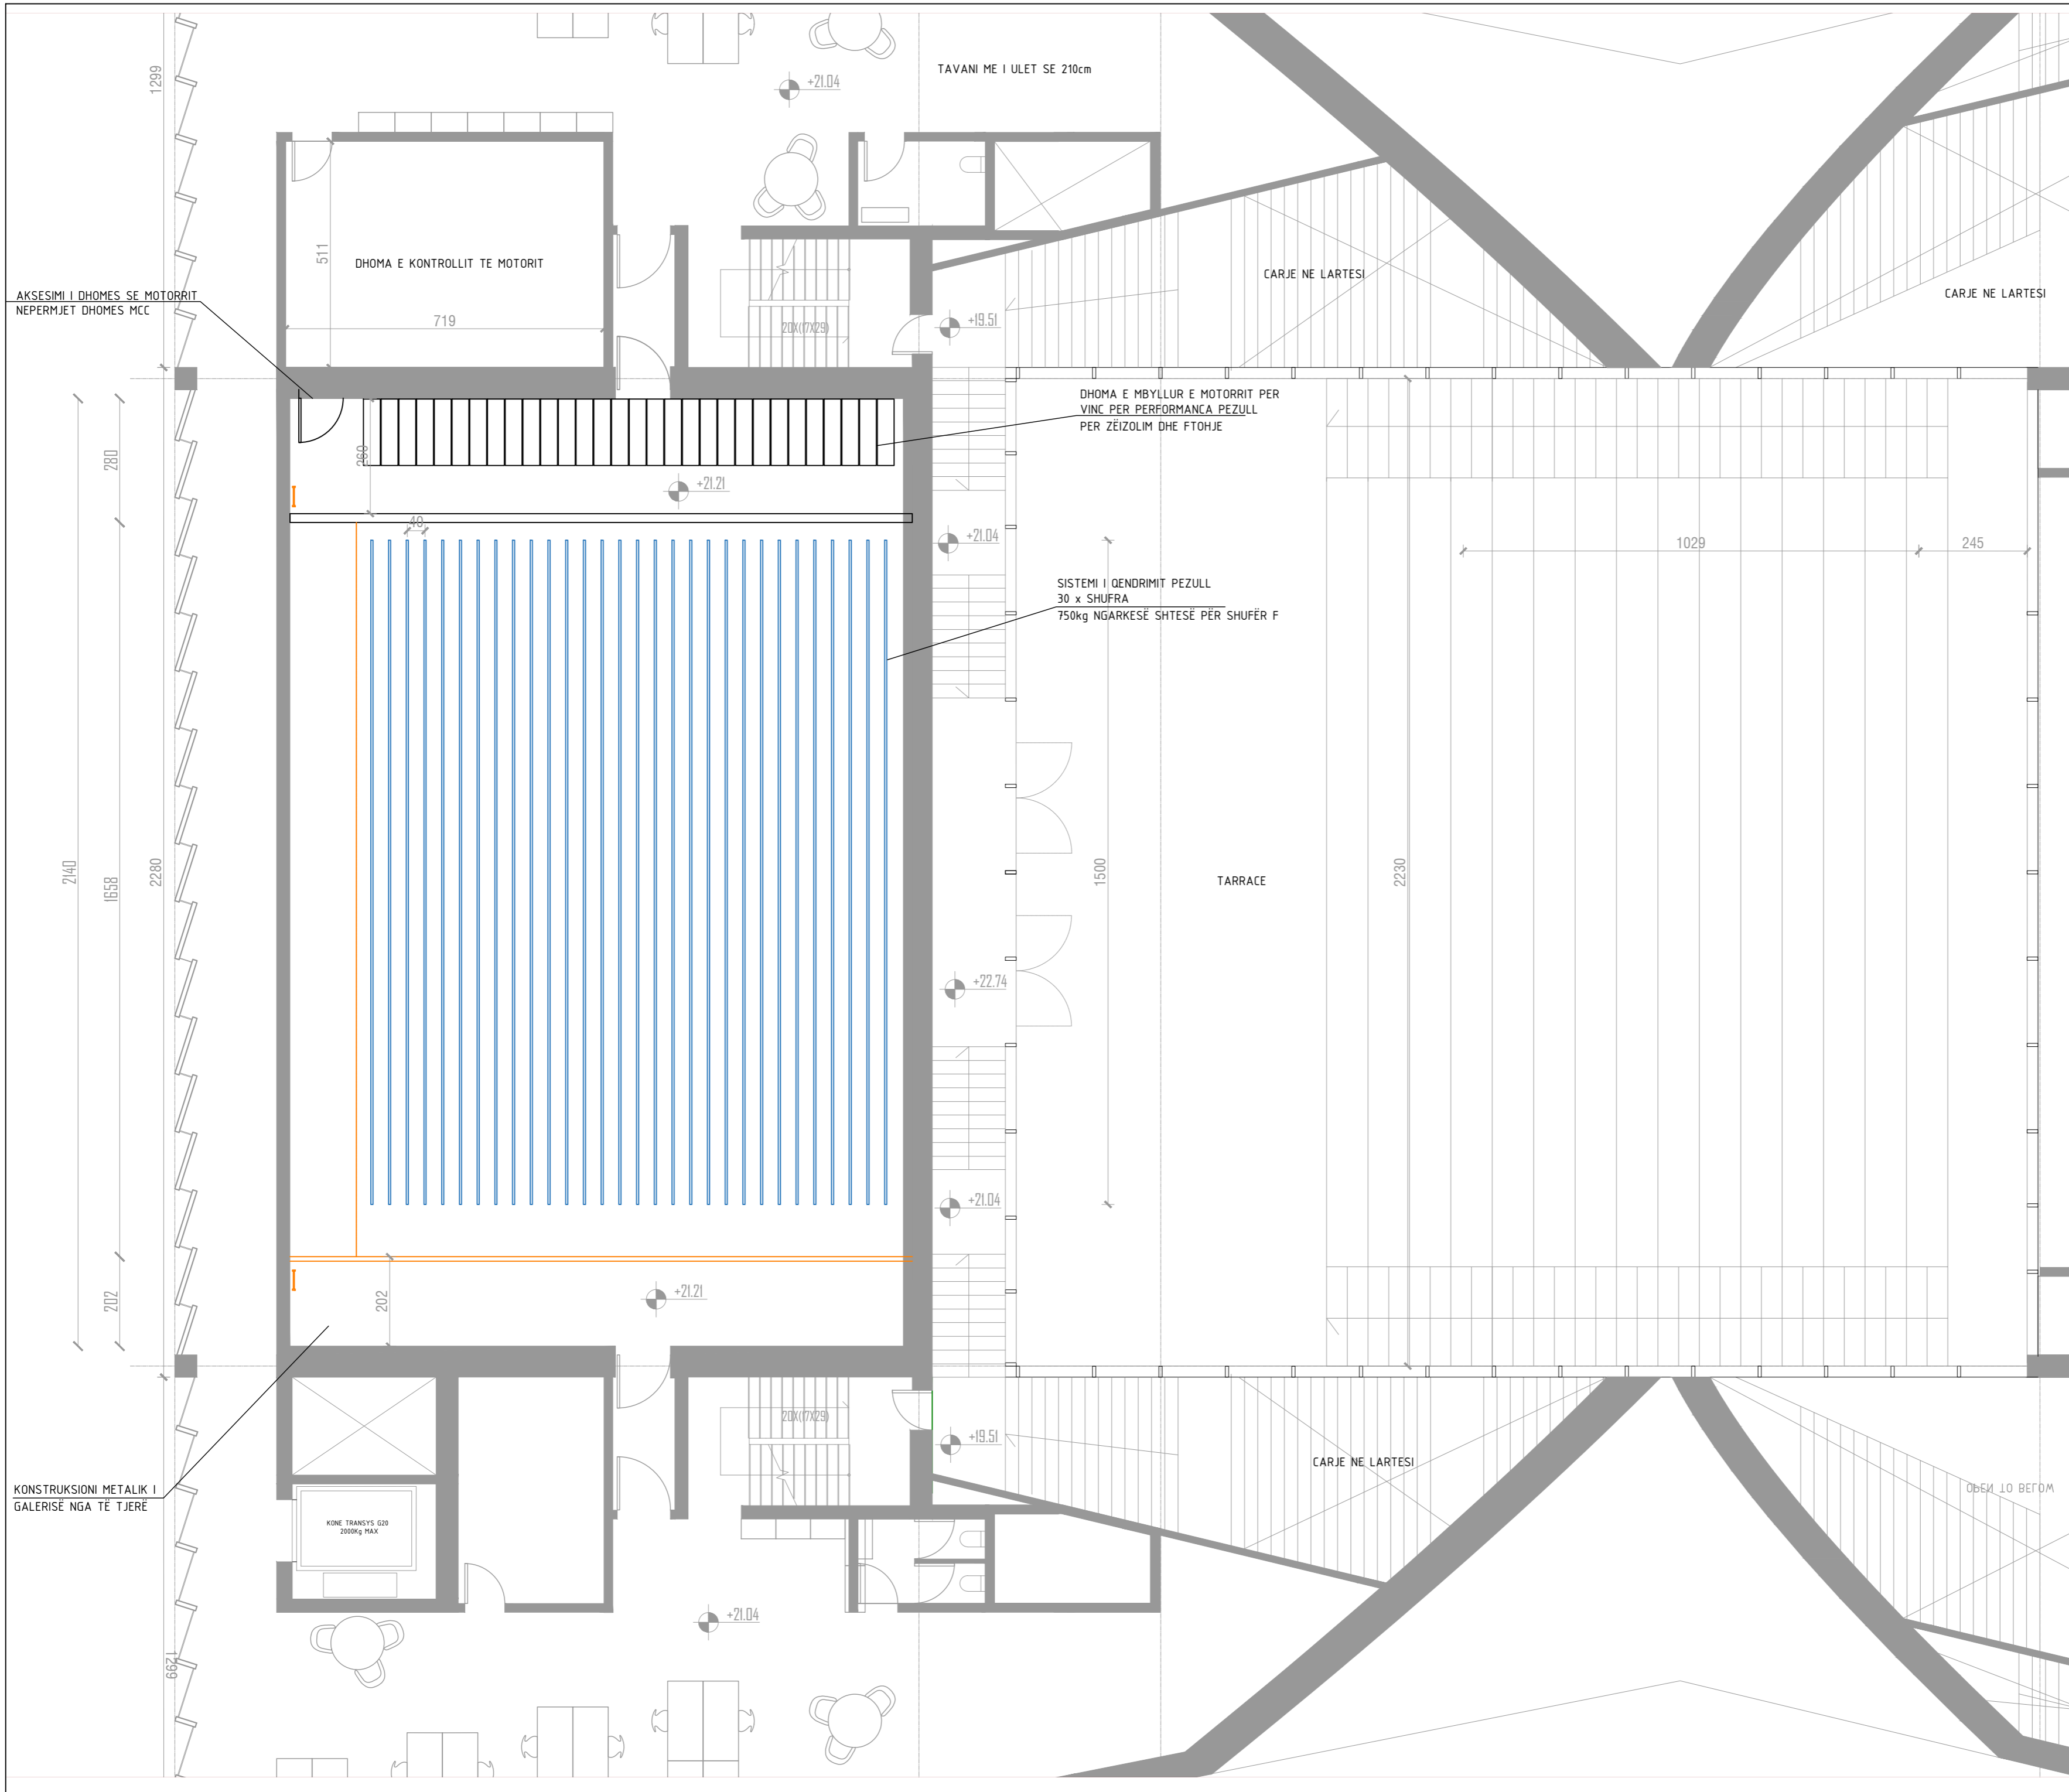 TAVANI ME I ULET SE 210cm
1299
+21.04
511
DHOMA E KONTROLLIT TE MOTORIT
CARJE NE LARTESI
CARJE NE LARTESI
AKSESIMI I DHOMES SE MOTORRIT
NEPERMJET DHOMES MCC
719
20X(17X29)
+19.51
DHOMA E MBYLLUR E MOTORRIT PER
VINC PER PERFORMANCA PEZULL
PER ZËIZOLIM DHE FTOHJE
280
260
+21.21
40
+21.04
1029
245
SISTEMI I QENDRIMIT PEZULL
30 x SHUFRA
750kg NGARKESË SHTESË PËR SHUFËR F
2140
1658
2280
1500
TARRACE
2230
+22.74
+21.04
202
202
+21.21
20X(17X29)
+19.51
CARJE NE LARTESI
OPEN TO BELOW
KONSTRUKSIONI METALIK I
GALERISË NGA TË TJERË
KONE TRANSYS G20
2000Kg MAX
+21.04
1299